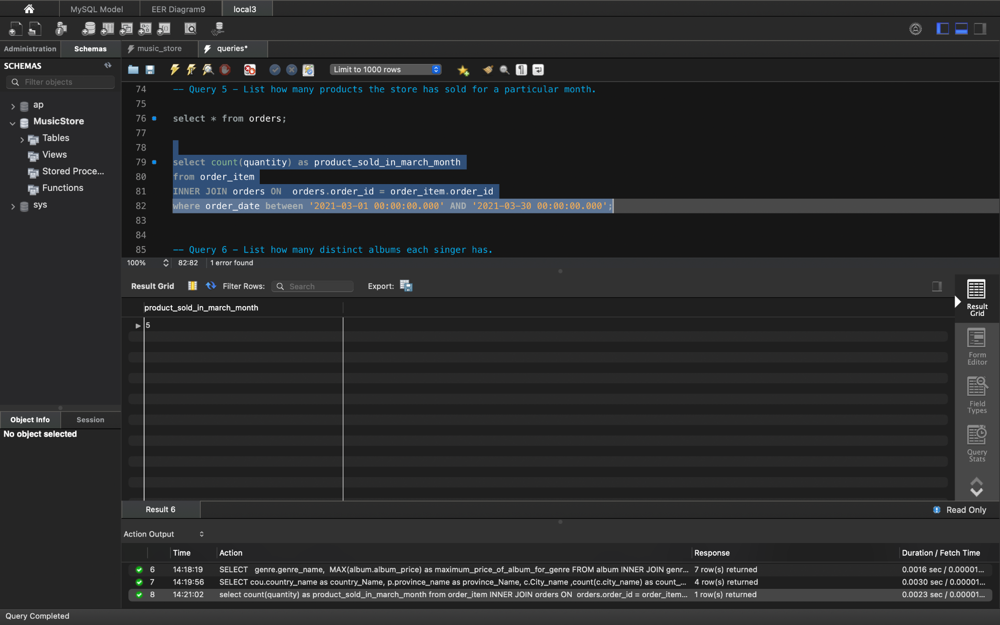 MySQL Model
EER Diagram9
local3
Administration
Schemas
music_store
queries*
SCHEMAS
Filter objects
Limit to 1000 rows
ap
MusicStore
Tables
Views
Stored Proce...
Functions
sys
74 -- Query 5 - List how many products the store has sold for a particular month.
75
76 select * from orders;
77
78
79 select count(quantity) as product_sold_in_march_month
80 from order_item
81 INNER JOIN orders ON  orders.order_id = order_item.order_id
82 where order_date between '2021-03-01 00:00:00.000' AND '2021-03-30 00:00:00.000';
83
84
85 -- Query 6 - List how many distinct albums each singer has.
100% 82:82 1 error found
Result Grid Filter Rows: Search Export:
product_sold_in_march_month
5
Result
Grid
Form
Editor
Field
Types
Query
Stats
Object Info
Session
No object selected
Result 6
Read Only
Action Output
Time Action Response Duration / Fetch Time
6 14:18:19 SELECT   genre.genre_name,  MAX(album.album_price) as maximum_price_of_album_for_genre FROM album INNER JOIN genr... 7 row(s) returned 0.0016 sec / 0.00001...
7 14:19:56 SELECT cou.country_name as country_Name, p.province_name as province_Name, c.City_name ,count(c.city_name) as count_... 4 row(s) returned 0.0030 sec / 0.00001...
8 14:21:02 select count(quantity) as product_sold_in_march_month from order_item INNER JOIN orders ON  orders.order_id = order_item... 1 row(s) returned 0.0023 sec / 0.00001...
Query Completed